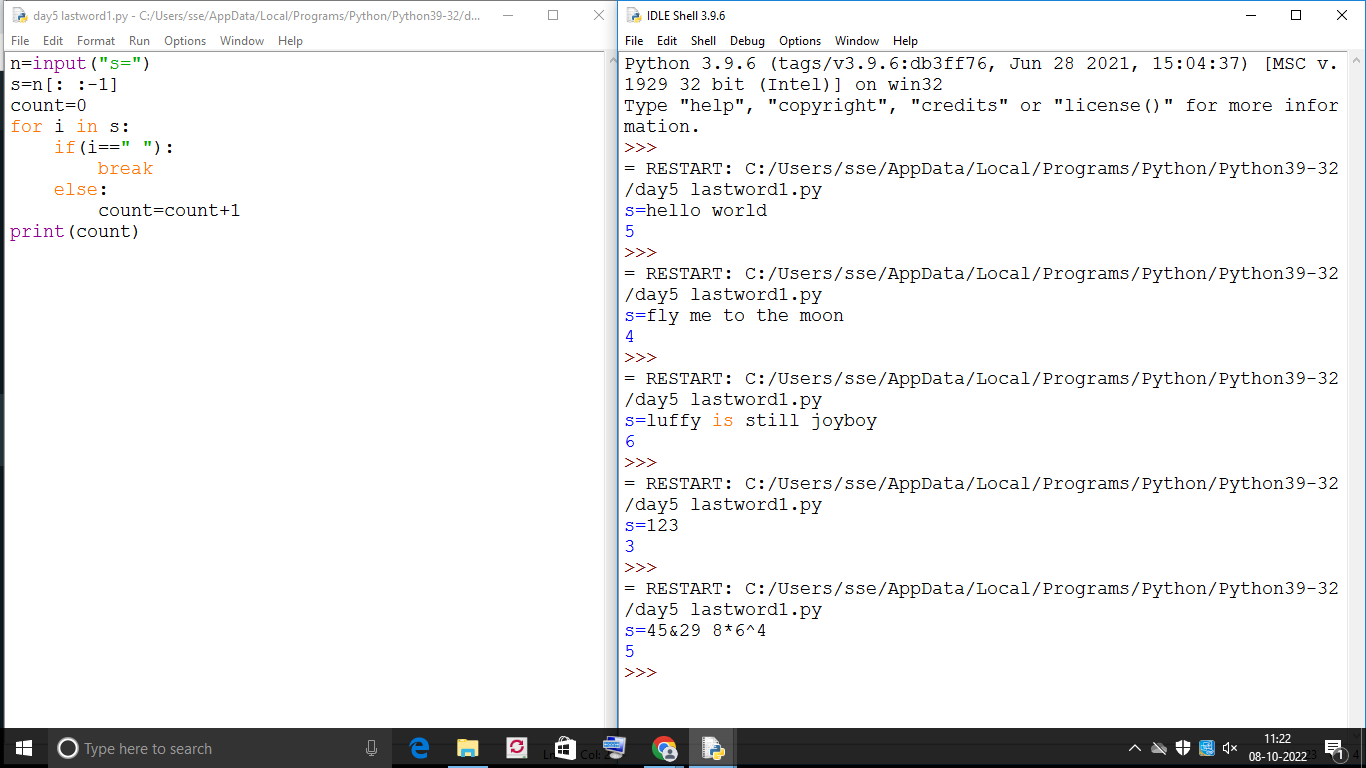 day5 lastword1.py - C:/Users/sse/AppData/Local/Programs/Python/Python39-32/d...
File Edit Format Run Options Window Help
n=input("s=")
s=n[: :-1]
count=0
for i in s:
    if(i==" "):
        break
    else:
        count=count+1
print(count)
IDLE Shell 3.9.6
File Edit Shell Debug Options Window Help
Python 3.9.6 (tags/v3.9.6:db3ff76, Jun 28 2021, 15:04:37) [MSC v.
1929 32 bit (Intel)] on win32
Type "help", "copyright", "credits" or "license()" for more infor
mation.
>>>
= RESTART: C:/Users/sse/AppData/Local/Programs/Python/Python39-32
/day5 lastword1.py
s=hello world
5
>>>
= RESTART: C:/Users/sse/AppData/Local/Programs/Python/Python39-32
/day5 lastword1.py
s=fly me to the moon
4
>>>
= RESTART: C:/Users/sse/AppData/Local/Programs/Python/Python39-32
/day5 lastword1.py
s=luffy is still joyboy
6
>>>
= RESTART: C:/Users/sse/AppData/Local/Programs/Python/Python39-32
/day5 lastword1.py
s=123
3
>>>
= RESTART: C:/Users/sse/AppData/Local/Programs/Python/Python39-32
/day5 lastword1.py
s=45&29 8*6^4
5
>>>
Type here to search
11:22
08-10-2022
1